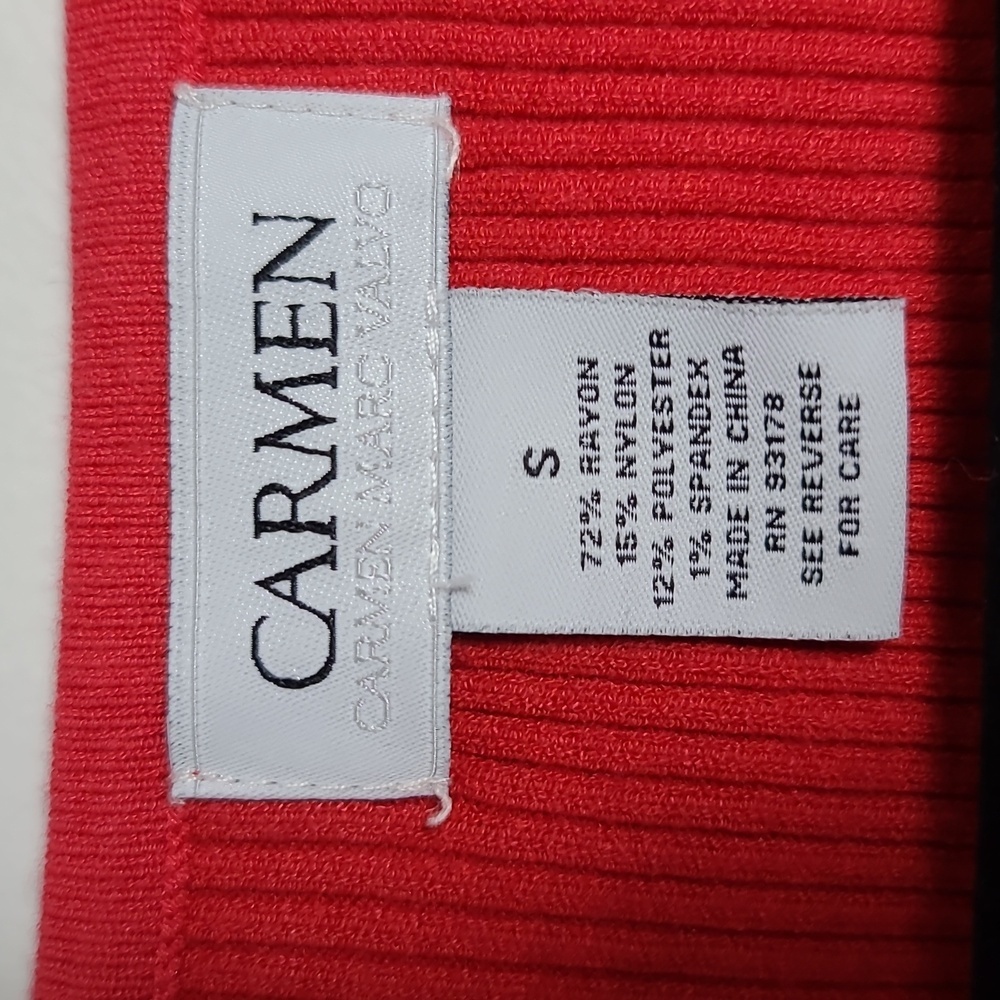 CARMEN
CARMEN MARC VALVO
S
72% RAYON
15% NYLON
12% POLYESTER
1% SPANDEX
MADE IN CHINA
RN 93178
SEE REVERSE
FOR CARE